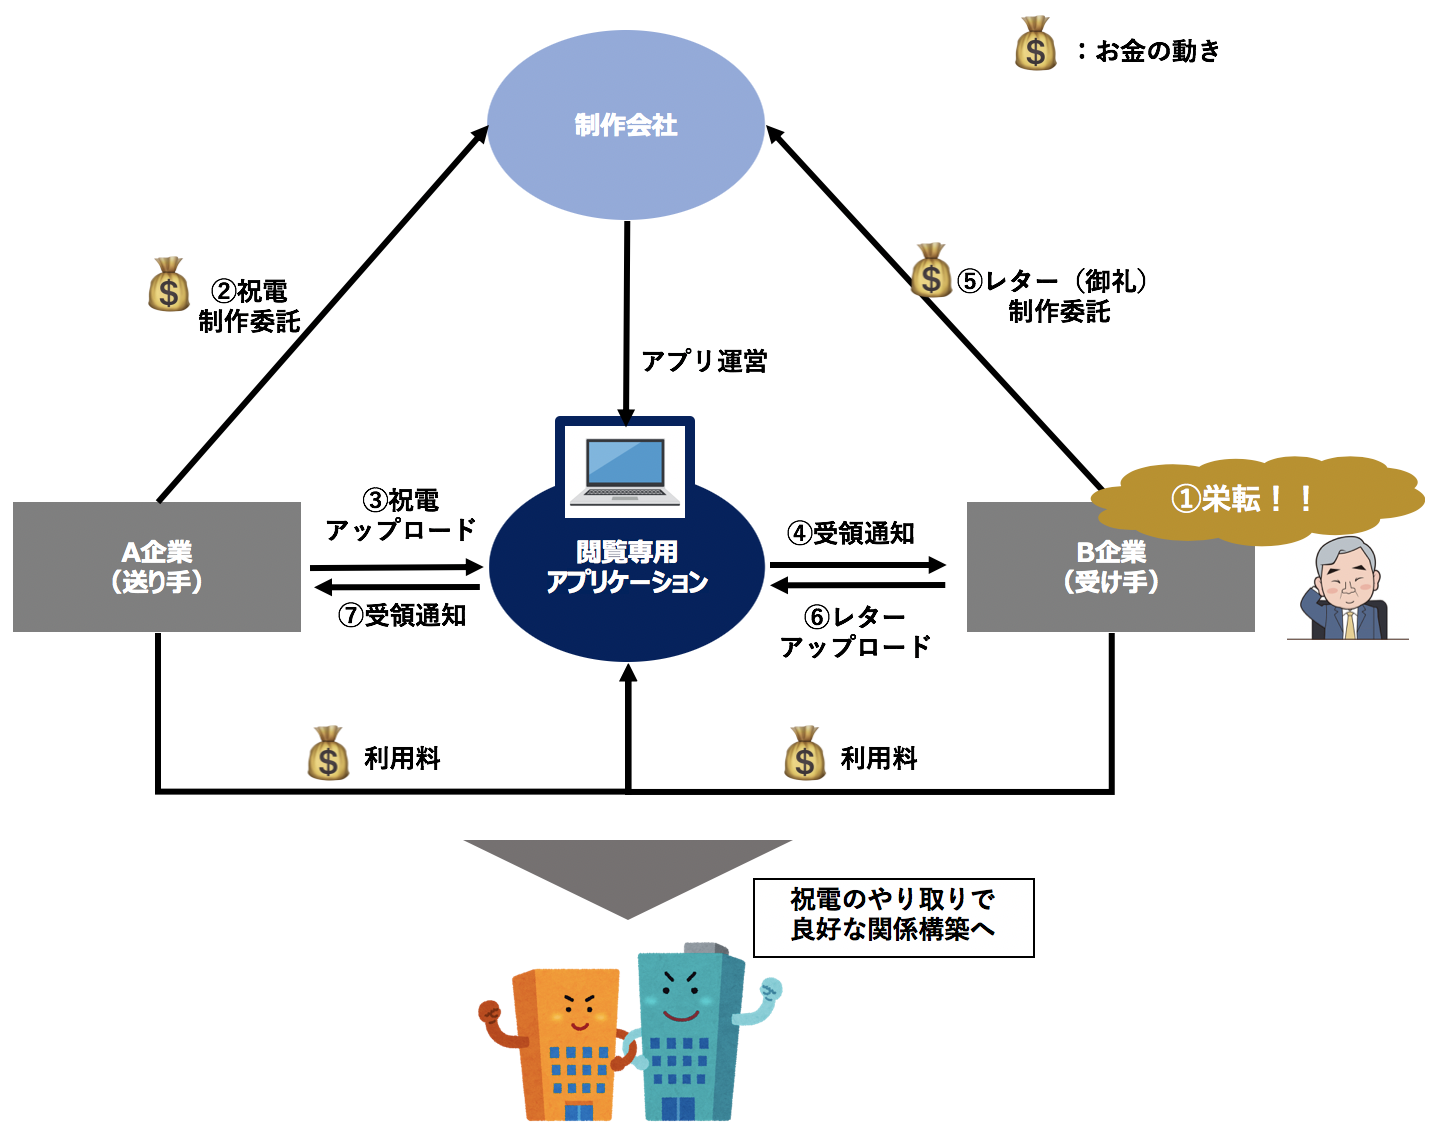 ：お金の動き
制作会社
②祝電
制作委託
⑤レター（御礼）
制作委託
アプリ運営
①栄転！！
③祝電
アップロード
A企業
（送り手）
閲覧専用
アプリケーション
④受領通知
B企業
（受け手）
⑦受領通知
⑥レター
アップロード
利用料
利用料
祝電のやり取りで
良好な関係構築へ